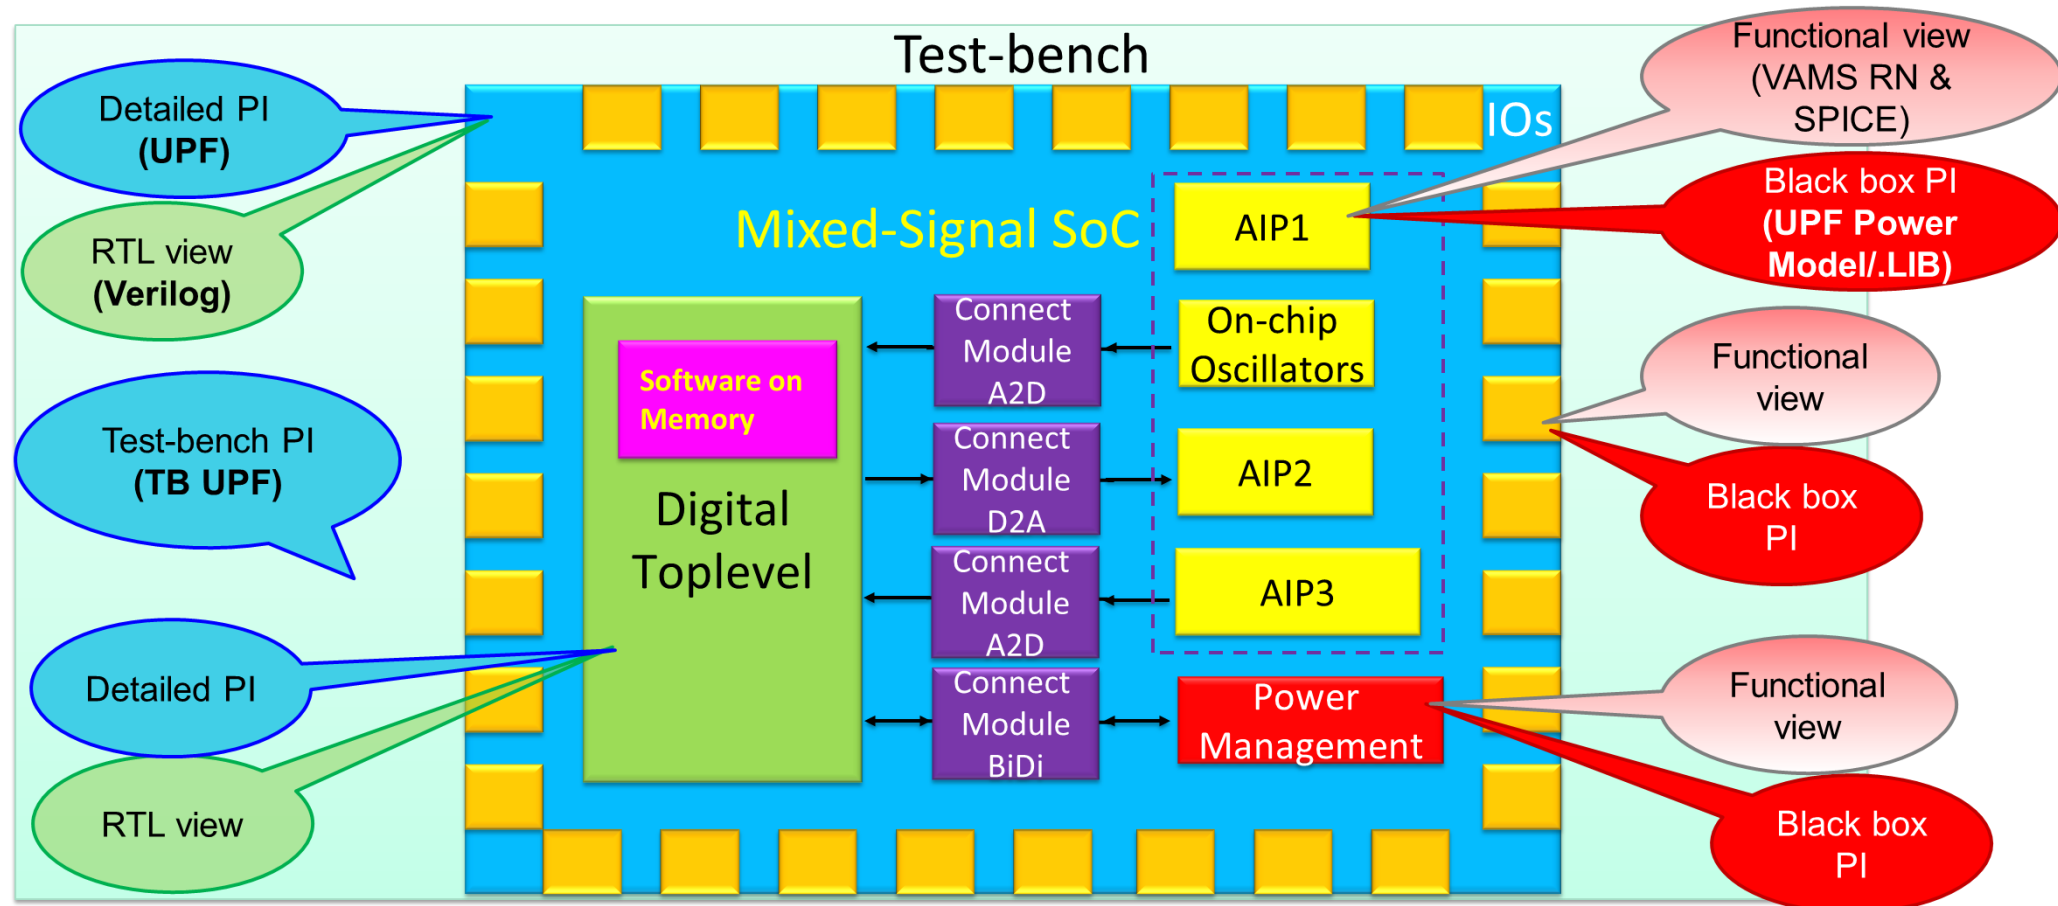 Test-bench
Detailed PI
(UPF)
RTL view
(Verilog)
Test-bench PI
(TB UPF)
Detailed PI
RTL view
IOs
Mixed-Signal SoC
Software on
Memory
Digital
Toplevel
Connect
Module
A2D
Connect
Module
D2A
Connect
Module
A2D
Connect
Module
BiDi
AIP1
On-chip
Oscillators
AIP2
AIP3
Power
Management
Functional view
(VAMS RN &
SPICE)
Black box PI
(UPF Power
Model/.LIB)
Functional
view
Black box
PI
Functional
view
Black box
PI